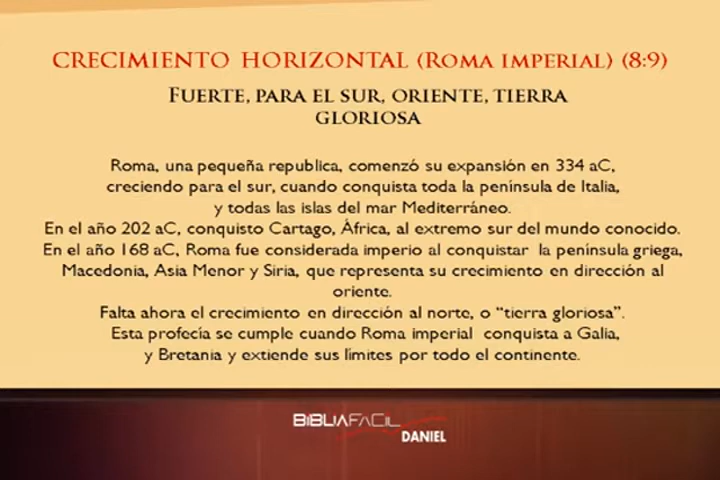 CRECIMIENTO HORIZONTAL (ROMA IMPERIAL) (8:9)
FUERTE, PARA EL SUR, ORIENTE, TIERRA
GLORIOSA
Roma, una pequeña republica, comenzó su expansión en 334 aC,
creciendo para el sur, cuando conquista toda la península de Italia,
y todas las islas del mar Mediterráneo.
En el año 202 aC, conquisto Cartago, África, al extremo sur del mundo conocido.
En el año 168 aC, Roma fue considerada imperio al conquistar la península griega,
Macedonia, Asia Menor y Siria, que representa su crecimiento en dirección al
oriente.
Falta ahora el crecimiento en dirección al norte, o “tierra gloriosa”.
Esta profecía se cumple cuando Roma imperial conquista a Galia,
y Bretania y extiende sus límites por todo el continente.
BIBLIAFACIL
DANIEL